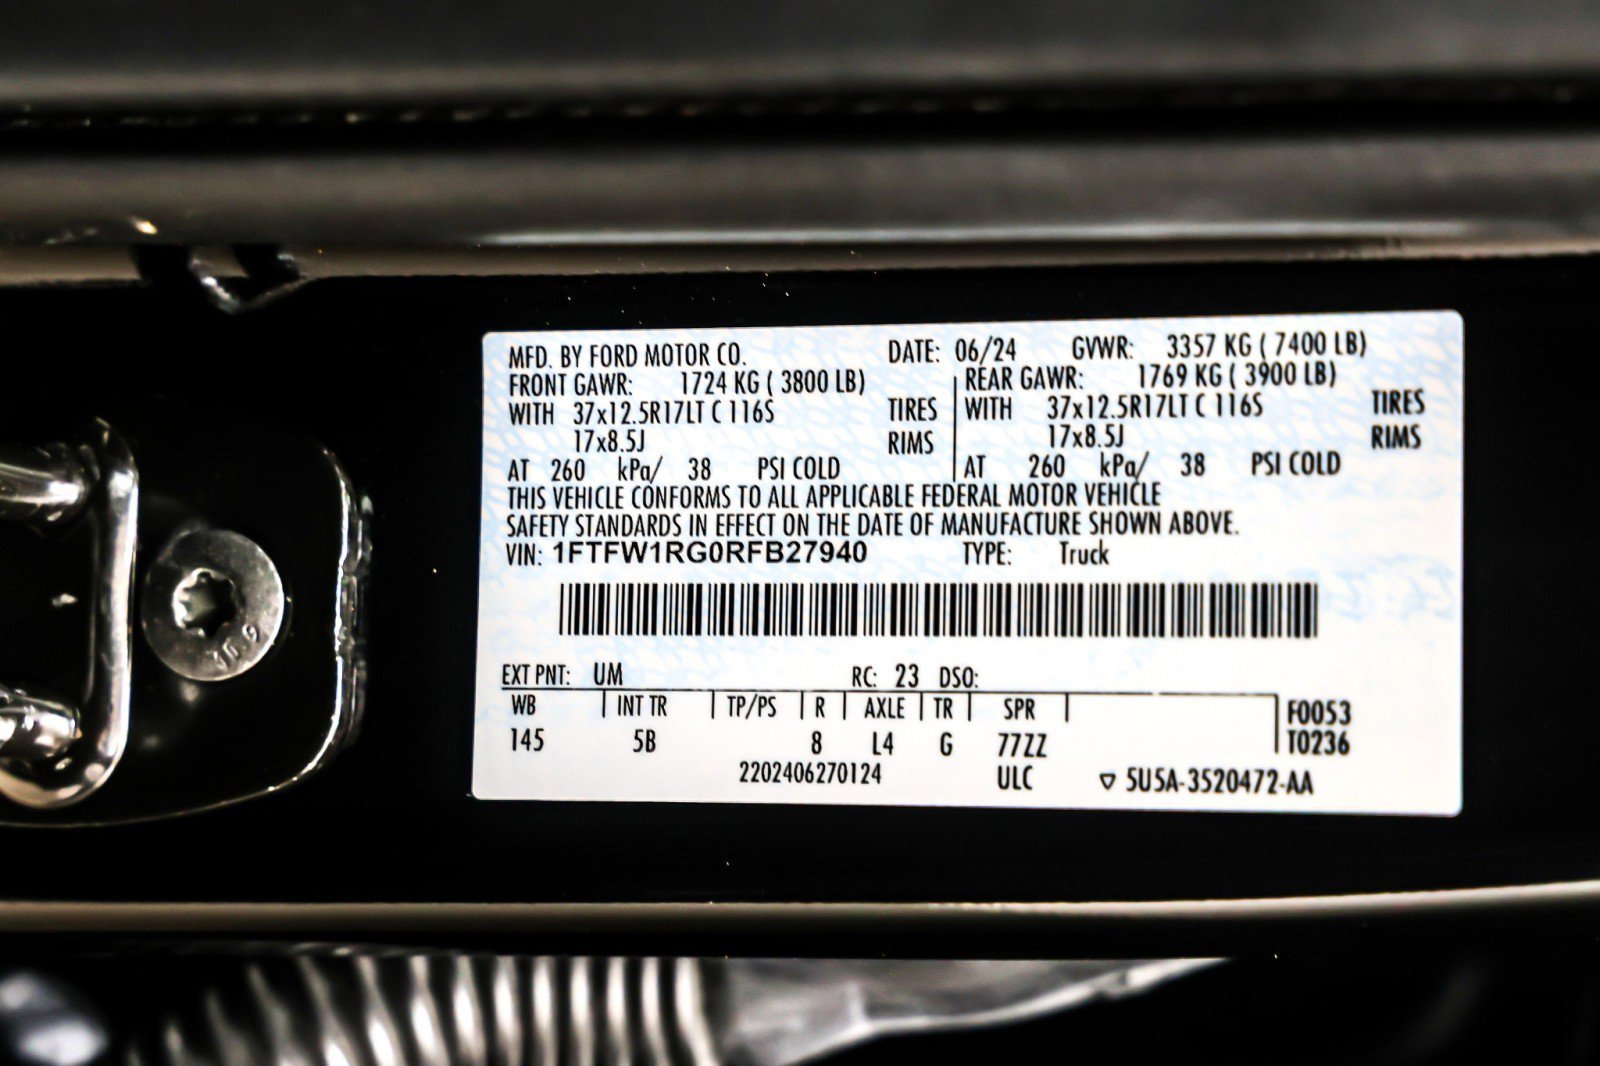 MFD. BY FORD MOTOR CO. DATE: 06/24 GVWR: 3357 KG ( 7400 LB)
FRONT GAWR: 1724 KG ( 3800 LB) REAR GAWR: 1769 KG ( 3900 LB)
WITH 37x12.5R17LT C 116S TIRES WITH 37x12.5R17LT C 116S TIRES
17x8.5J RIMS 17x8.5J RIMS
AT 260 kPa/ 38 PSI COLD AT 260 kPa/ 38 PSI COLD
THIS VEHICLE CONFORMS TO ALL APPLICABLE FEDERAL MOTOR VEHICLE
SAFETY STANDARDS IN EFFECT ON THE DATE OF MANUFACTURE SHOWN ABOVE.
VIN: 1FTFW1RG0RFB27940 TYPE: Truck
EXT PNT: UM RC: 23 DSO:
WB INT TR TP/PS R AXLE TR SPR F0053
145 5B 8 L4 G 77ZZ T0236
2202406270124 ULC ▽ 5U5A-3520472-AA
10.9